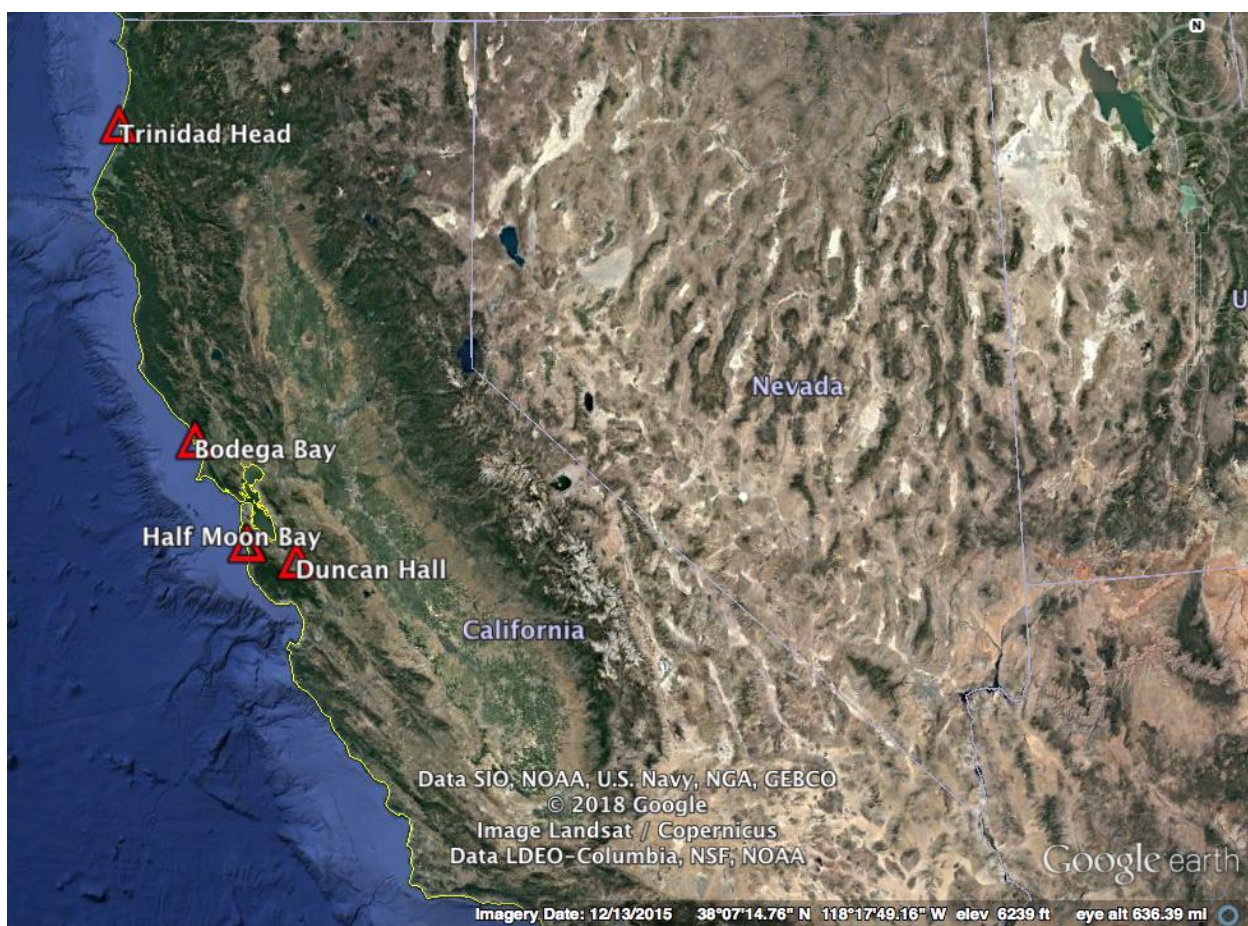 N
Trinidad Head
U
Nevada
Bodega Bay
Half Moon Bay
Duncan Hall
California
Data SIO, NOAA, U.S. Navy, NGA, GEBCO
© 2018 Google
Image Landsat / Copernicus
Data LDEO-Columbia, NSF, NOAA
Google earth
Imagery Date: 12/13/2015 38°07'14.76" N 118°17'49.16" W elev 6239 ft eye alt 636.39 mi